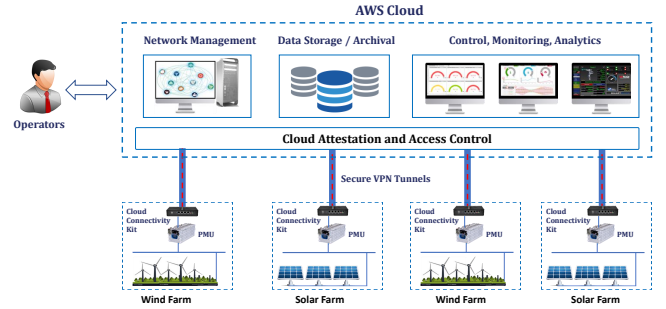 AWS Cloud
Network Management
Data Storage / Archival
Control, Monitoring, Analytics
Operators
Cloud Attestation and Access Control
Secure VPN Tunnels
Cloud
Connectivity
Kit
PMU
Wind Farm
Cloud
Connectivity
Kit
PMU
Solar Farm
Cloud
Connectivity
Kit
PMU
Wind Farm
Cloud
Connectivity
Kit
PMU
Solar Farm